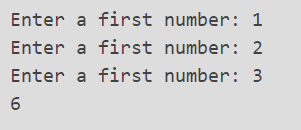 Enter a first number: 1
Enter a first number: 2
Enter a first number: 3
6